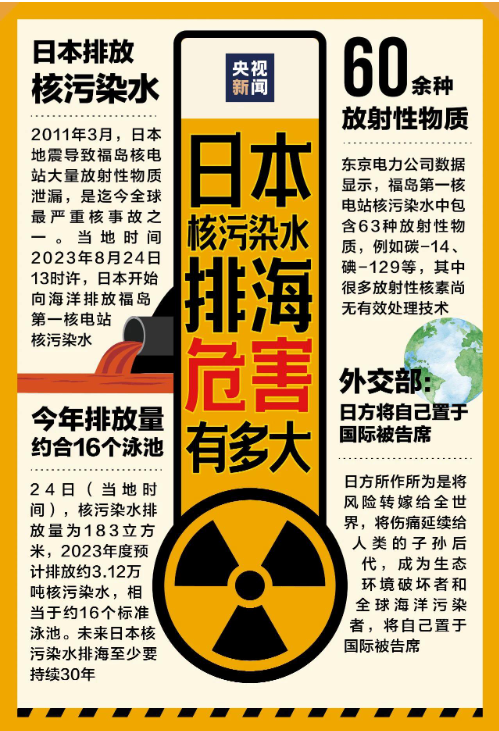 日本排放
核污染水
2011年3月，日本
地震导致福岛核电
站大量放射性物质
泄漏，是迄今全球
最严重核事故之
一。当地时间
2023年8月24日
13时许，日本开始
向海洋排放福岛
第一核电站
核污染水
今年排放量
约合16个泳池
24日（当地时
间），核污染水排
放量为183立方
米，2023年度预
计排放约3.12万
吨核污染水，相
当于约16个标准
泳池。未来日本核
污染水排海至少要
持续30年
央视
新闻
日本
核污染水
排海
危害
有多大
60余种
放射性物质
东京电力公司数据
显示，福岛第一核
电站核污染水中包
含63种放射性物
质，例如碳-14、
碘-129等，其中
很多放射性核素尚
无有效处理技术
外交部：
日方将自己置于
国际被告席
日方所作所为是将
风险转嫁给全世
界，将伤痛延续给
人类的子孙后
代，成为生态
环境破坏者和
全球海洋污染
者，将自己置于
国际被告席